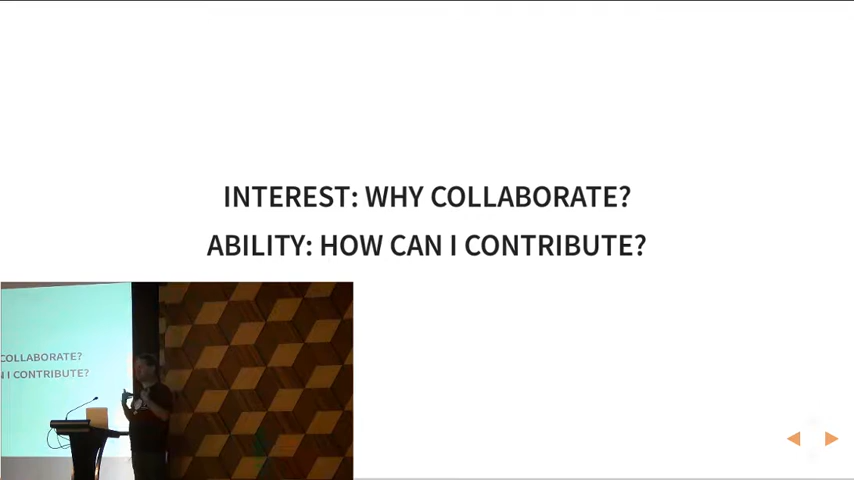 INTEREST: WHY COLLABORATE?
ABILITY: HOW CAN I CONTRIBUTE?
COLLABORATE?
N I CONTRIBUTE?